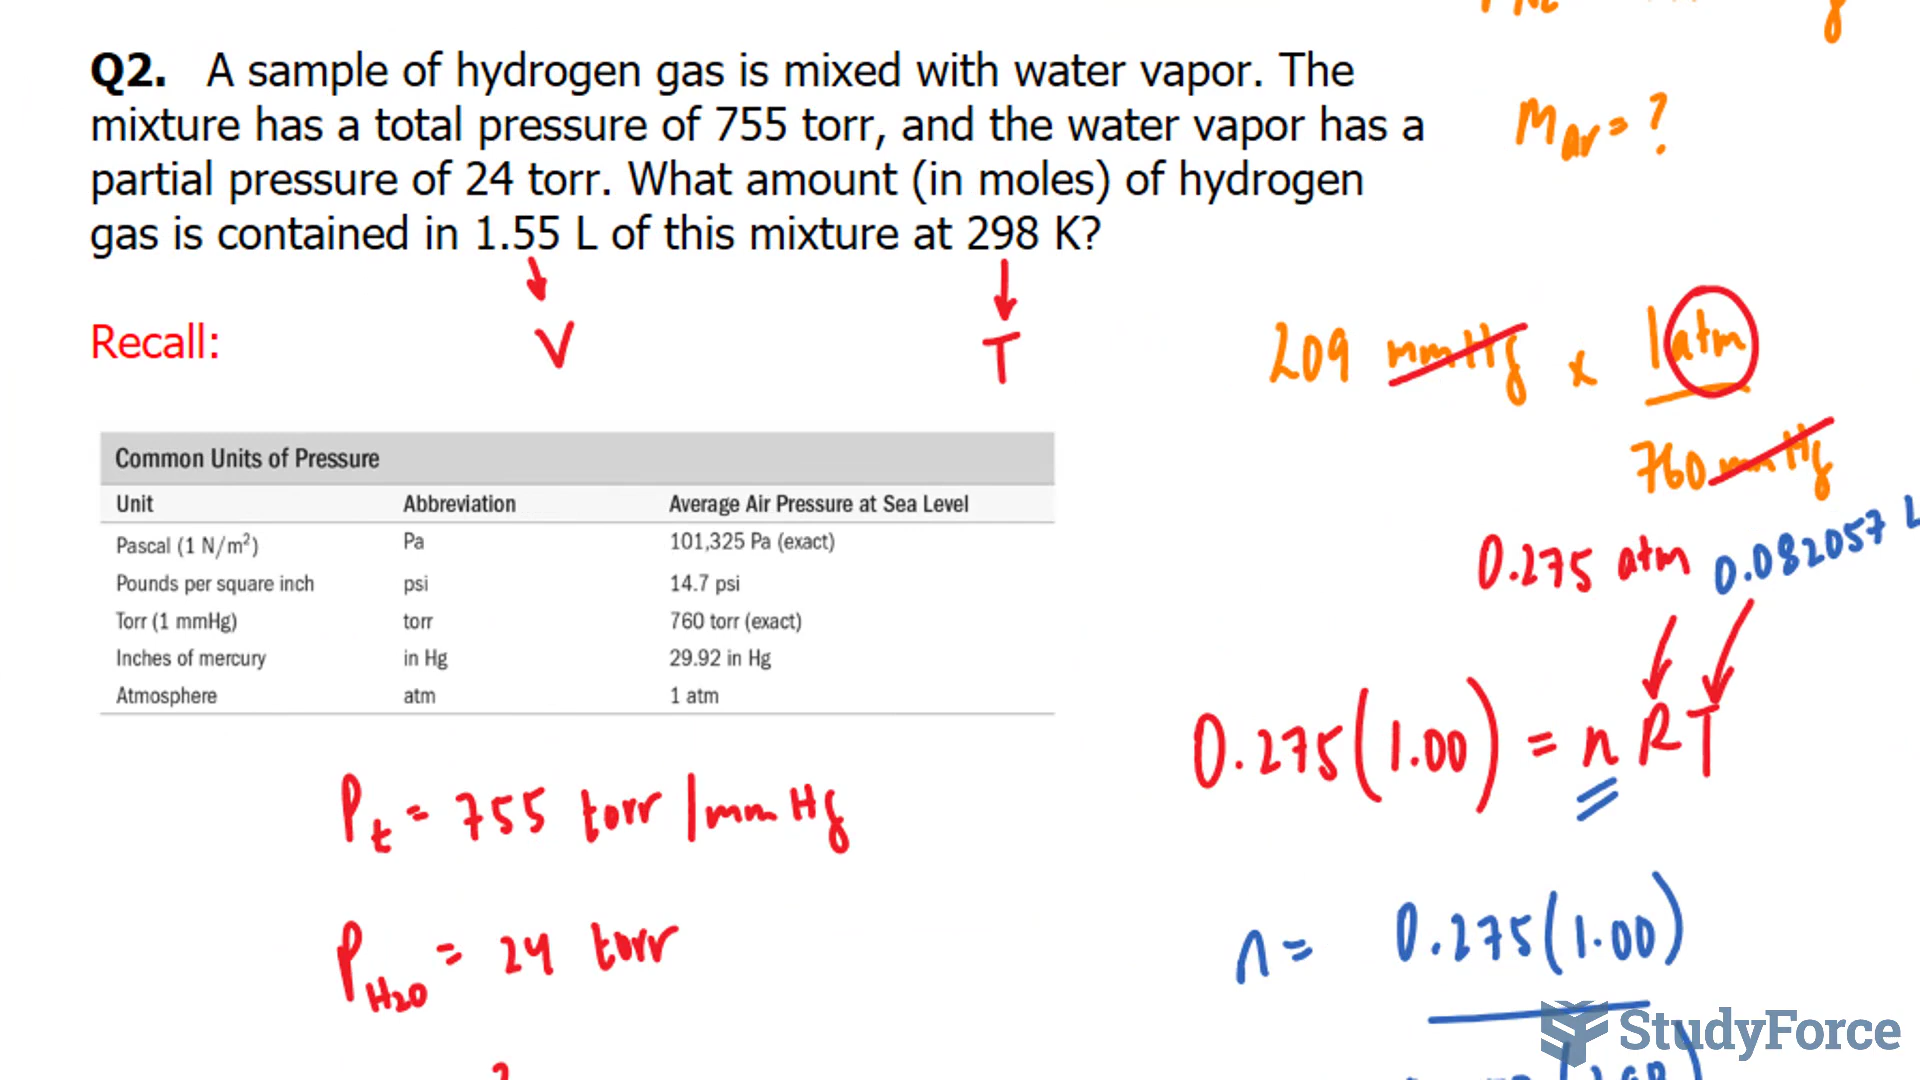 Q2. A sample of hydrogen gas is mixed with water vapor. The
mixture has a total pressure of 755 torr, and the water vapor has a
partial pressure of 24 torr. What amount (in moles) of hydrogen
gas is contained in 1.55 L of this mixture at 298 K?
V
T
Recall:
Common Units of Pressure
Unit Abbreviation Average Air Pressure at Sea Level
Pascal (1 N/m²) Pa 101,325 Pa (exact)
Pounds per square inch psi 14.7 psi
Torr (1 mmHg) torr 760 torr (exact)
Inches of mercury in Hg 29.92 in Hg
Atmosphere atm 1 atm
Pt = 755 torr / mm Hg
PH2O = 24 torr
MAr = ?
209 mmHg x 1 atm
760 mmHg
0.275 atm 0.082057 L
0.275(1.00) = nRT
n = 0.275(1.00)
StudyForce